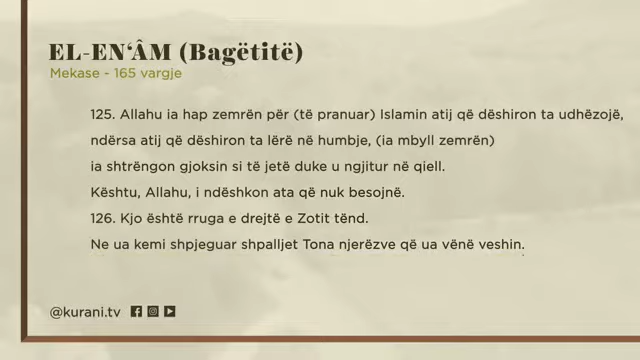 EL-EN‘ÂM (Bagëtitë)
Mekase - 165 vargje
125. Allahu ia hap zemrën për (të pranuar) Islamin atij që dëshiron ta udhëzojë,
ndërsa atij që dëshiron ta lërë në humbje, (ia mbyll zemrën)
ia shtrëngon gjoksin si të jetë duke u ngjitur në qiell.
Kështu, Allahu, i ndëshkon ata që nuk besojnë.
126. Kjo është rruga e drejtë e Zotit tënd.
Ne ua kemi shpjeguar shpalljet Tona njerëzve që ua vënë veshin.
@kurani.tv